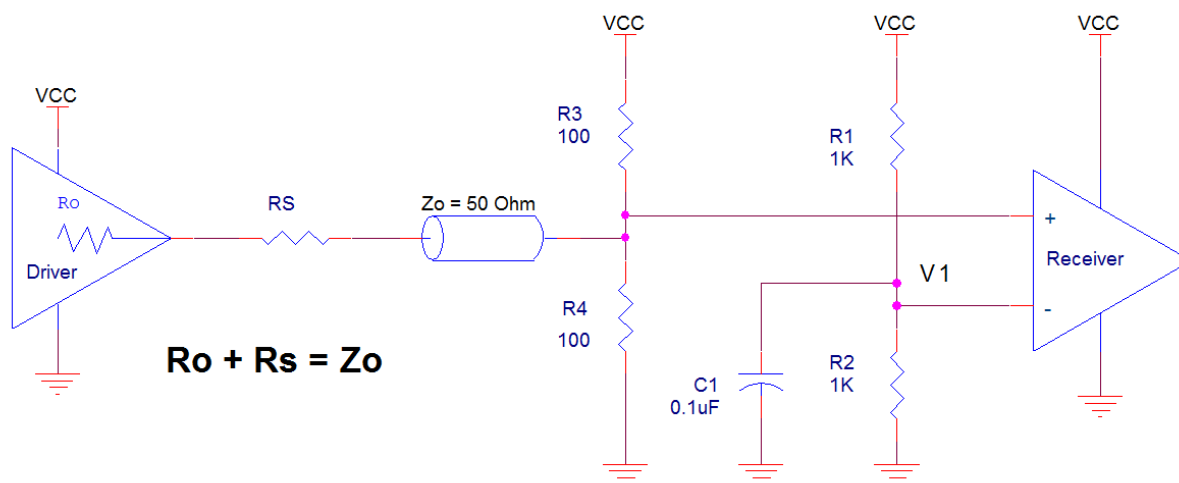 VCC
VCC
VCC
VCC
R3
100
R1
1K
Ro
RS
Zo = 50 Ohm
+
Driver
V1
Receiver
-
R4
100
Ro + Rs = Zo
R2
1K
C1
0.1uF